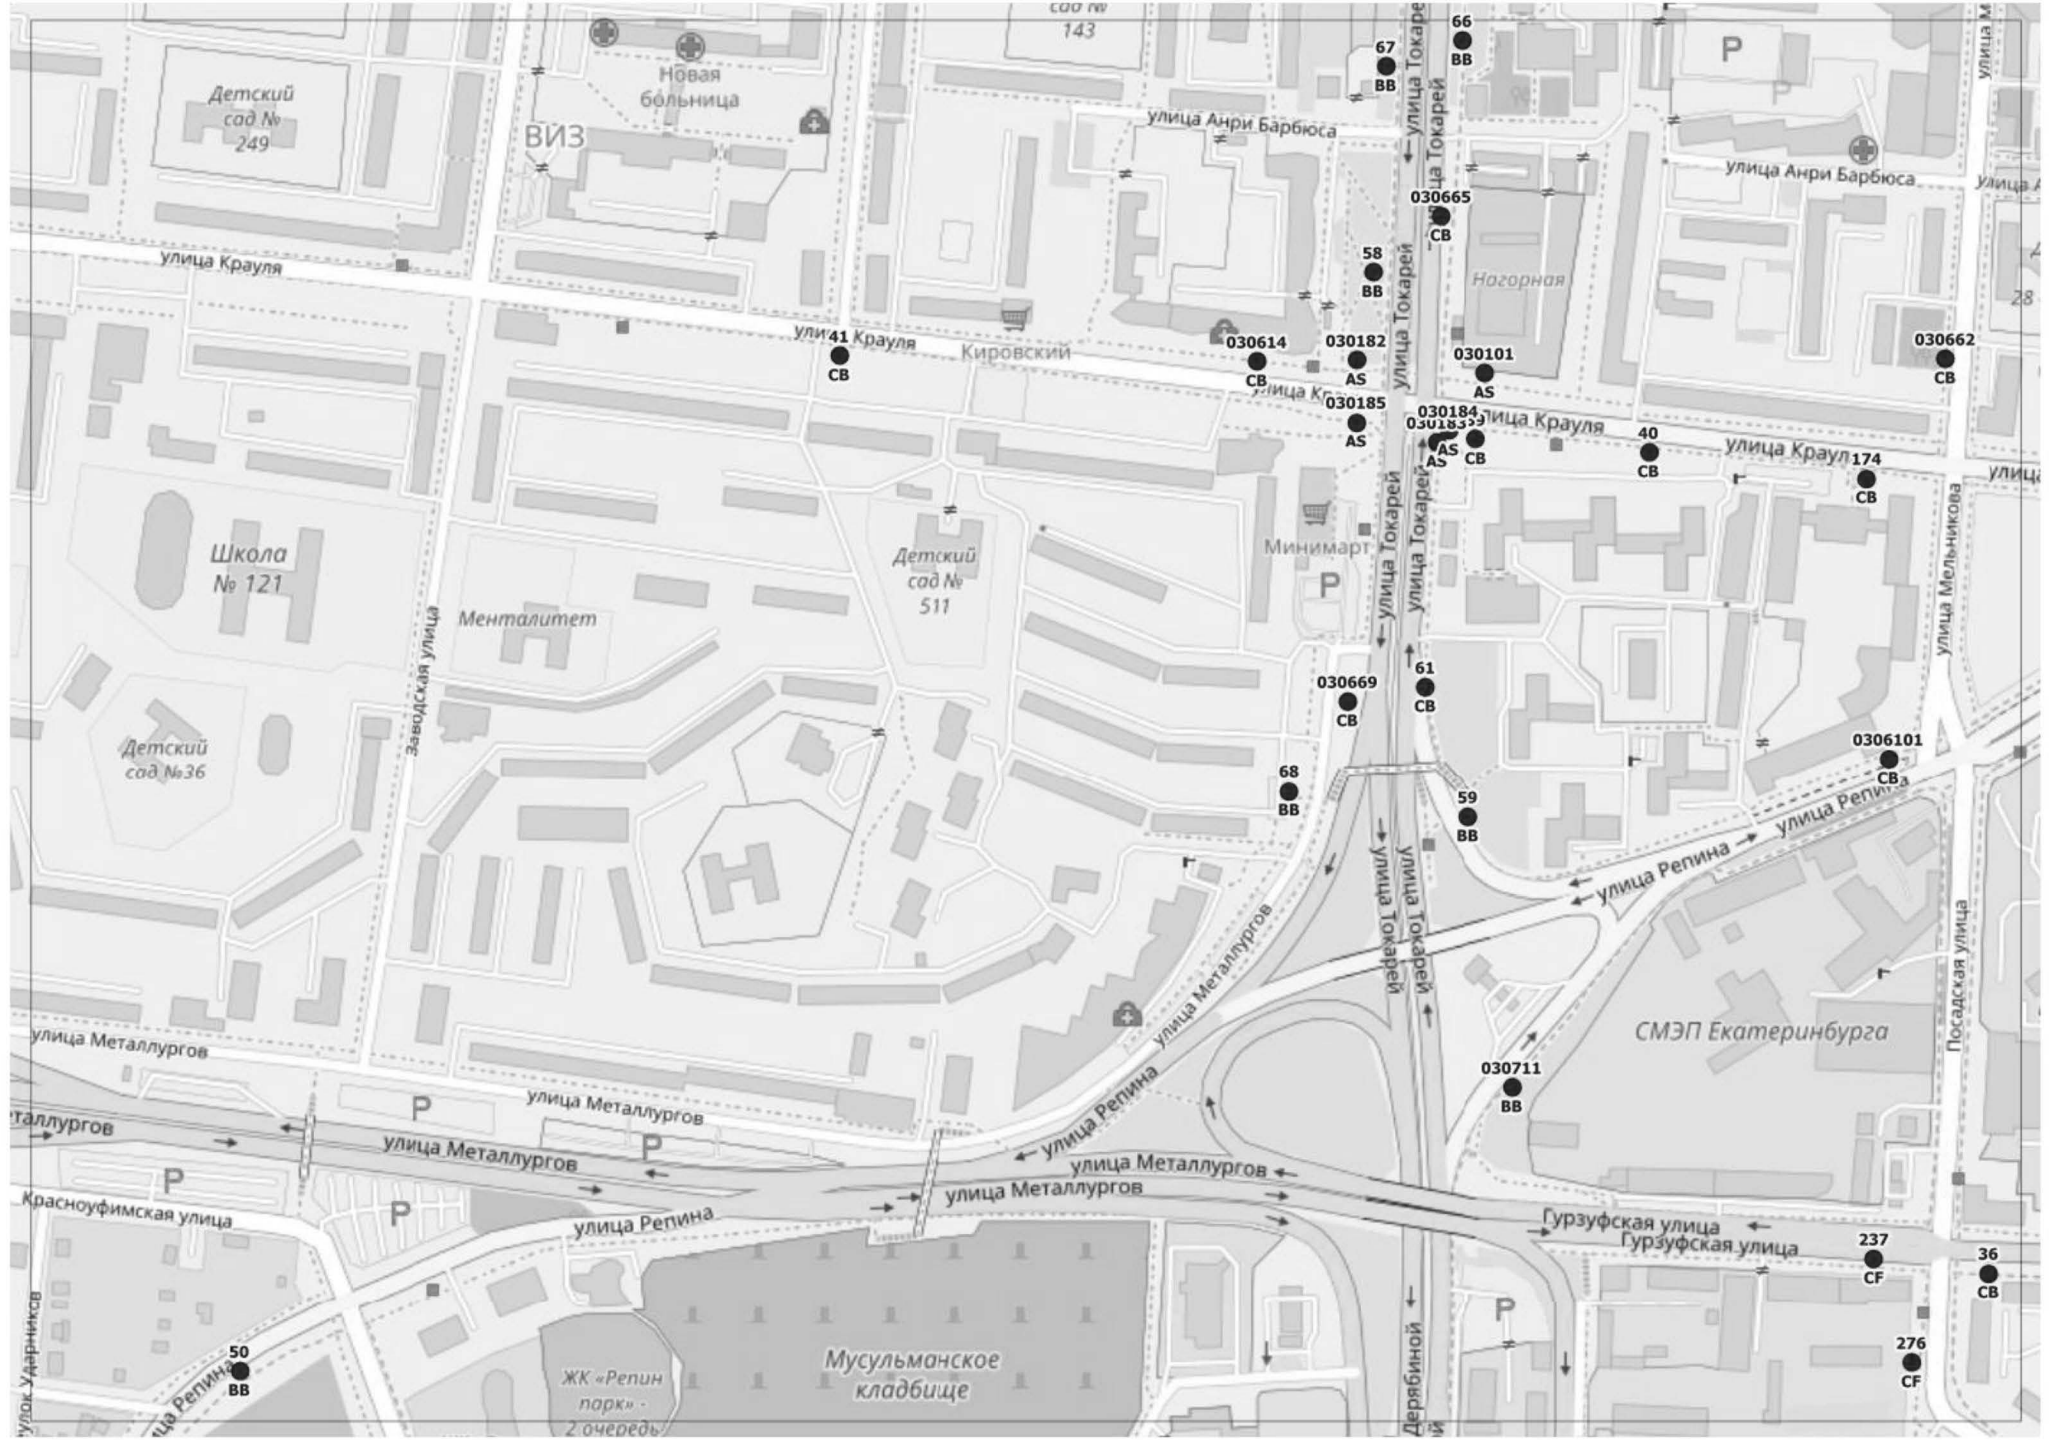 сад №
143
66
BB
67
BB
улица Токарей
Новая
больница
Детский
сад №
249
ВИЗ
P
P
улица Анри Барбюса
улица Анри Барбюса
030665
CB
58
BB
Нагорная
28
улица Крауля
улица Крауля
41
CB
Кировский
030614
CB
030182
AS
030101
AS
030662
CB
030185
AS
030184
AS
030183
AS
CB
улица Крауля
40
CB
174
CB
улица Токарей
улица Токарей
улица Токарей
Минимарт
P
Школа
№ 121
Детский
сад №
511
Менталитет
улица Мельникова
Заводская улица
Детский
сад №36
030669
CB
61
CB
68
BB
59
BB
0306101
CB
улица Репина
улица Репина
улица Токарей
улица Токарей
улица Металлургов
Посадская улица
СМЭП Екатеринбурга
030711
BB
улица Металлургов
улица Металлургов
P
P
P
P
улица Репина
улица Металлургов
улица Металлургов
улица Металлургов
Красноуфимская улица
улица Репина
Гурзуфская улица
Гурзуфская улица
237
CF
36
CB
276
CF
P
50
BB
Мусульманское
кладбище
ЖК «Репин
парк» -
2 очередь
Дерябиной